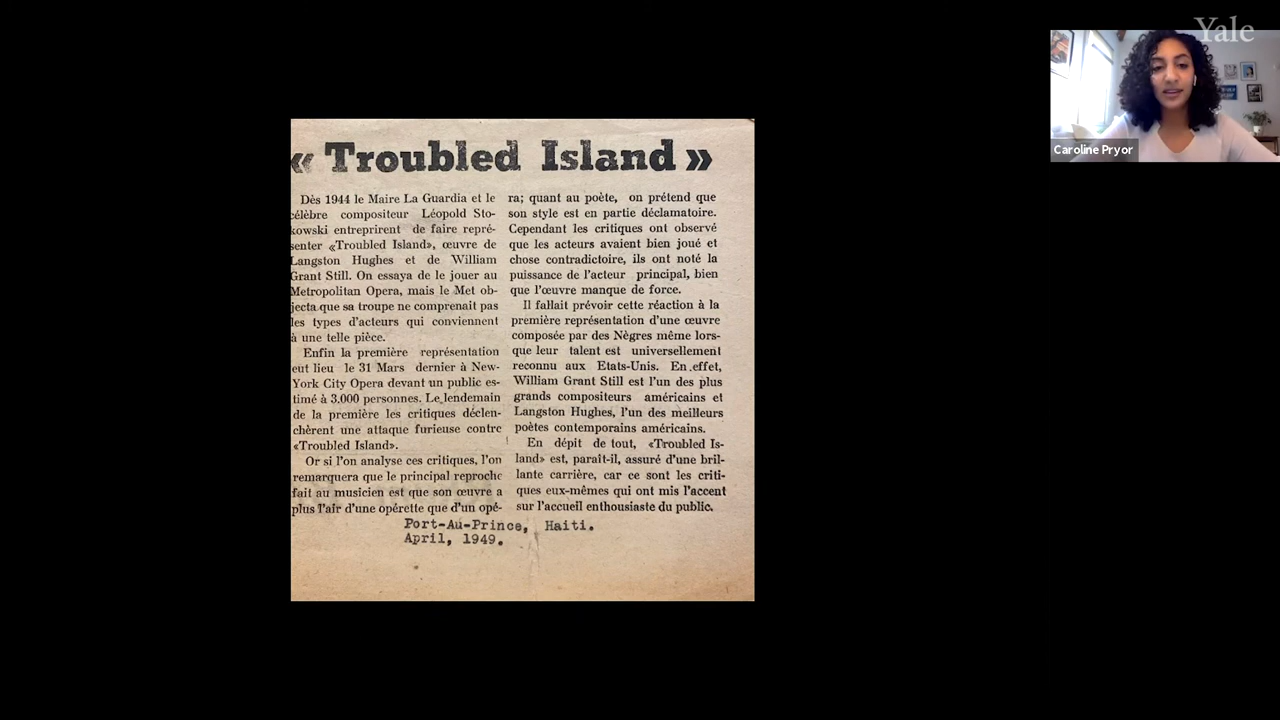 Yale
Caroline Pryor
« Troubled Island »
Dès 1944 le Maire La Guardia et le
célèbre compositeur Léopold Sto-
kowski entreprirent de faire repré-
senter «Troubled Island», œuvre de
Langston Hughes et de William
Grant Still. On essaya de le jouer au
Metropolitan Opera, mais le Met ob-
jecta que sa troupe ne comprenait pas
les types d'acteurs qui conviennent
à une telle pièce.
Enfin la première représentation
eut lieu le 31 Mars dernier à New-
York City Opera devant un public es-
timé à 3.000 personnes. Le lendemain
de la première les critiques déclen-
chèrent une attaque furieuse contre
«Troubled Island».
Or si l'on analyse ces critiques, l'on
remarquera que le principal reproche
fait au musicien est que son œuvre a
plus l'air d'une opérette que d'un opé-
ra; quant au poète, on prétend que
son style est en partie déclamatoire.
Cependant les critiques ont observé
que les acteurs avaient bien joué et
chose contradictoire, ils ont noté la
puissance de l'acteur principal, bien
que l'œuvre manque de force.
Il fallait prévoir cette réaction à la
première représentation d'une œuvre
composée par des Nègres même lors-
que leur talent est universellement
reconnu aux Etats-Unis. En effet,
William Grant Still est l'un des plus
grands compositeurs américains et
Langston Hughes, l'un des meilleurs
poètes contemporains américains.
En dépit de tout, «Troubled Is-
land» est, paraît-il, assuré d'une bril-
lante carrière, car ce sont les criti-
ques eux-mêmes qui ont mis l'accent
sur l'accueil enthousiaste du public.
Port-Au-Prince, Haiti.
April, 1949.